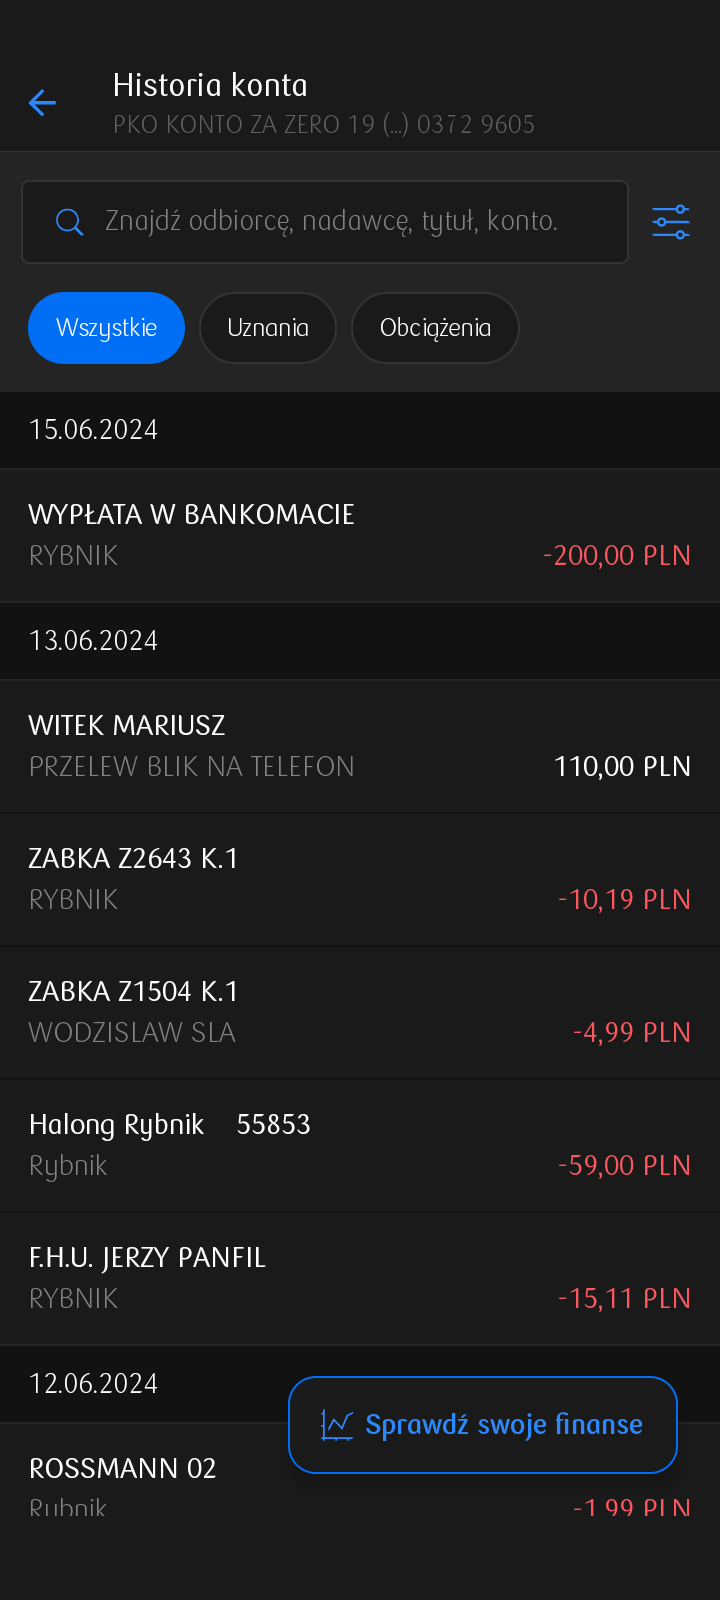 Historia konta
PKO KONTO ZA ZERO 19 (...) 0372 9605
Znajdź odbiorcę, nadawcę, tytuł, konto.
Wszystkie Uznania Obciążenia
15.06.2024
WYPŁATA W BANKOMACIE
RYBNIK -200,00 PLN
13.06.2024
WITEK MARIUSZ
PRZELEW BLIK NA TELEFON 110,00 PLN
ZABKA Z2643 K.1
RYBNIK -10,19 PLN
ZABKA Z1504 K.1
WODZISLAW SLA -4,99 PLN
Halong Rybnik 55853
Rybnik -59,00 PLN
F.H.U. JERZY PANFIL
RYBNIK -15,11 PLN
12.06.2024
Sprawdź swoje finanse
ROSSMANN 02
Rybnik -1,99 PLN